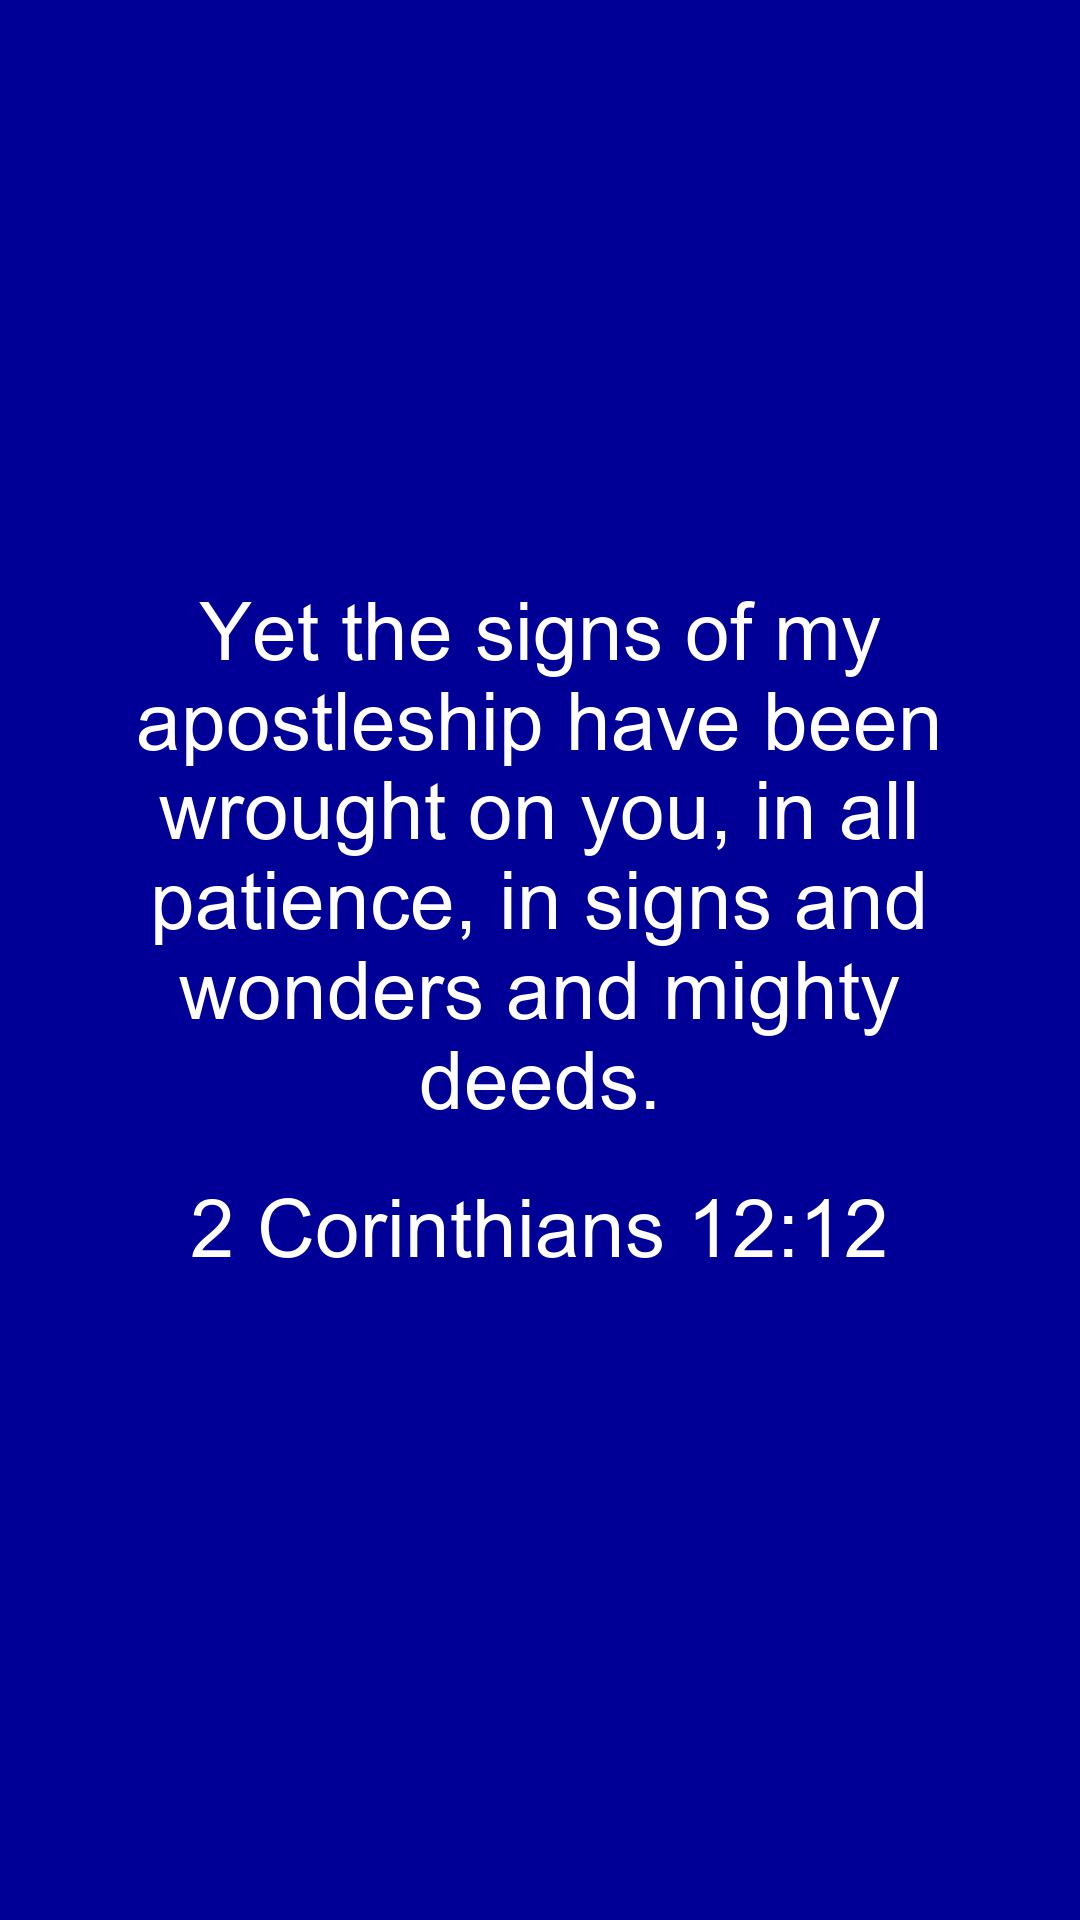 Yet the signs of my
apostleship have been
wrought on you, in all
patience, in signs and
wonders and mighty
deeds.
2 Corinthians 12:12